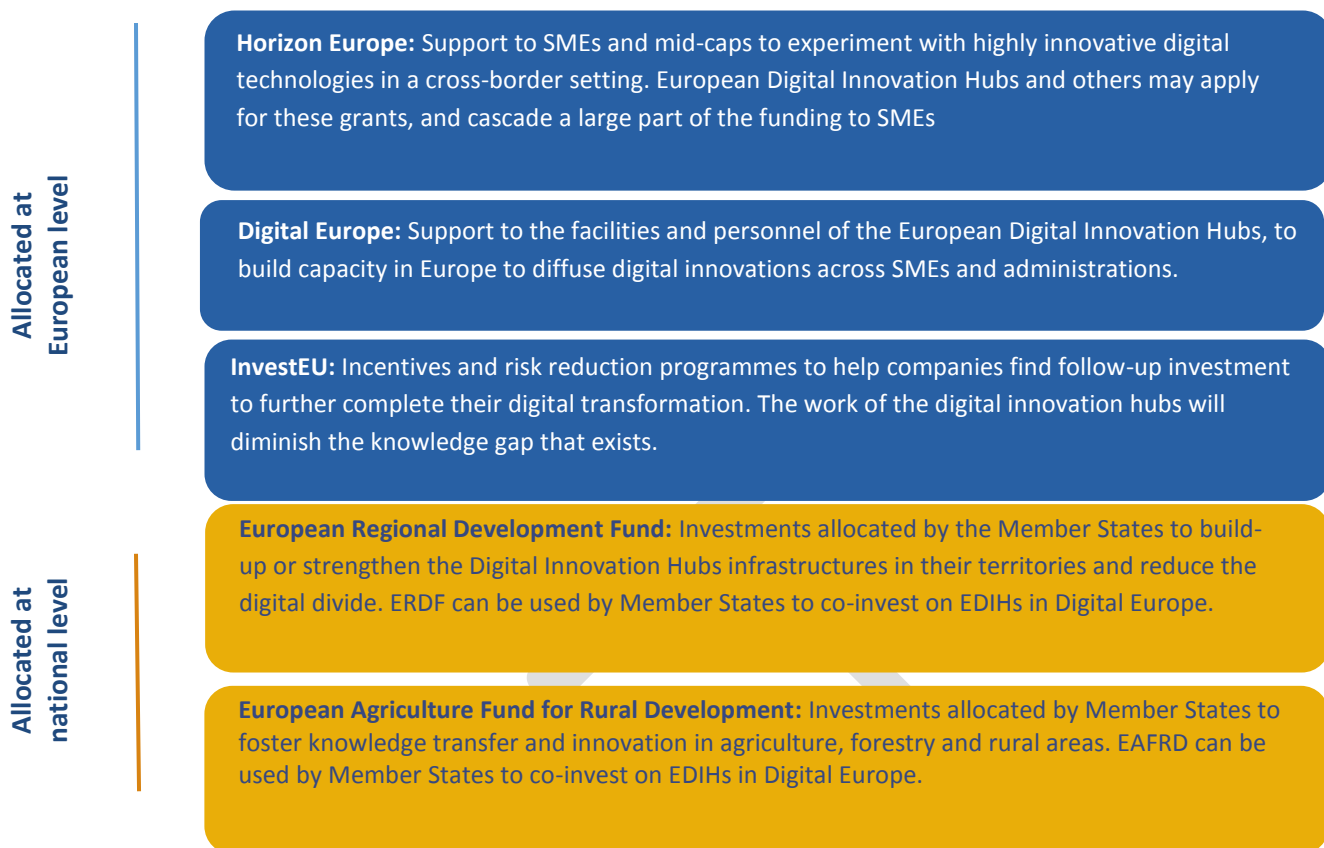 Allocated at
European level
Horizon Europe: Support to SMEs and mid-caps to experiment with highly innovative digital
technologies in a cross-border setting. European Digital Innovation Hubs and others may apply
for these grants, and cascade a large part of the funding to SMEs
Digital Europe: Support to the facilities and personnel of the European Digital Innovation Hubs, to
build capacity in Europe to diffuse digital innovations across SMEs and administrations.
InvestEU: Incentives and risk reduction programmes to help companies find follow-up investment
to further complete their digital transformation. The work of the digital innovation hubs will
diminish the knowledge gap that exists.
Allocated at
national level
European Regional Development Fund: Investments allocated by the Member States to build-
up or strengthen the Digital Innovation Hubs infrastructures in their territories and reduce the
digital divide. ERDF can be used by Member States to co-invest on EDIHs in Digital Europe.
European Agriculture Fund for Rural Development: Investments allocated by Member States to
foster knowledge transfer and innovation in agriculture, forestry and rural areas. EAFRD can be
used by Member States to co-invest on EDIHs in Digital Europe.